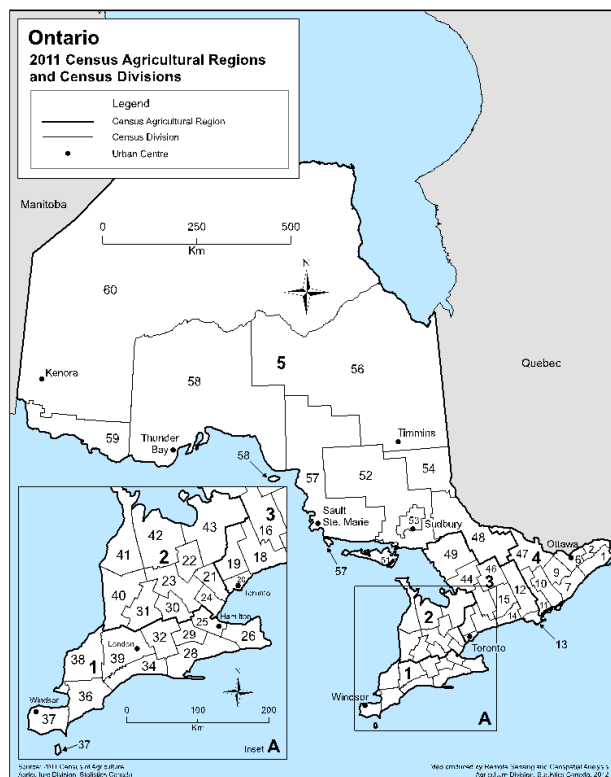 Ontario
2011 Census Agricultural Regions
and Census Divisions
Legend
Census Agricultural Region
Census Division
Urban Centre
Manitoba
0 250 500
Km
N
60
Quebec
5
56
58
Kenora
Timmins
59
Thunder
Bay
58
57
52
54
Sault
Ste. Marie
53
Sudbury
57
51
48
49
47
4
Ottawa
2
1
6
9
7
10
44
46
3
12
15
14
11
13
2
Toronto
1
Windsor
A
43
3
16
42
2
41
22
19
18
23
21
20
Toronto
40
24
31
30
25
Hamilton
38
London
32
29
26
1
39
28
34
36
Windsor
37
N
0 100 200
Km
37
Inset A
Source: 2011 Census of Agriculture
Agriculture Division, Statistics Canada
Map produced by Remote Sensing and Geospatial Analysis
Agriculture Division, Statistics Canada, 2012